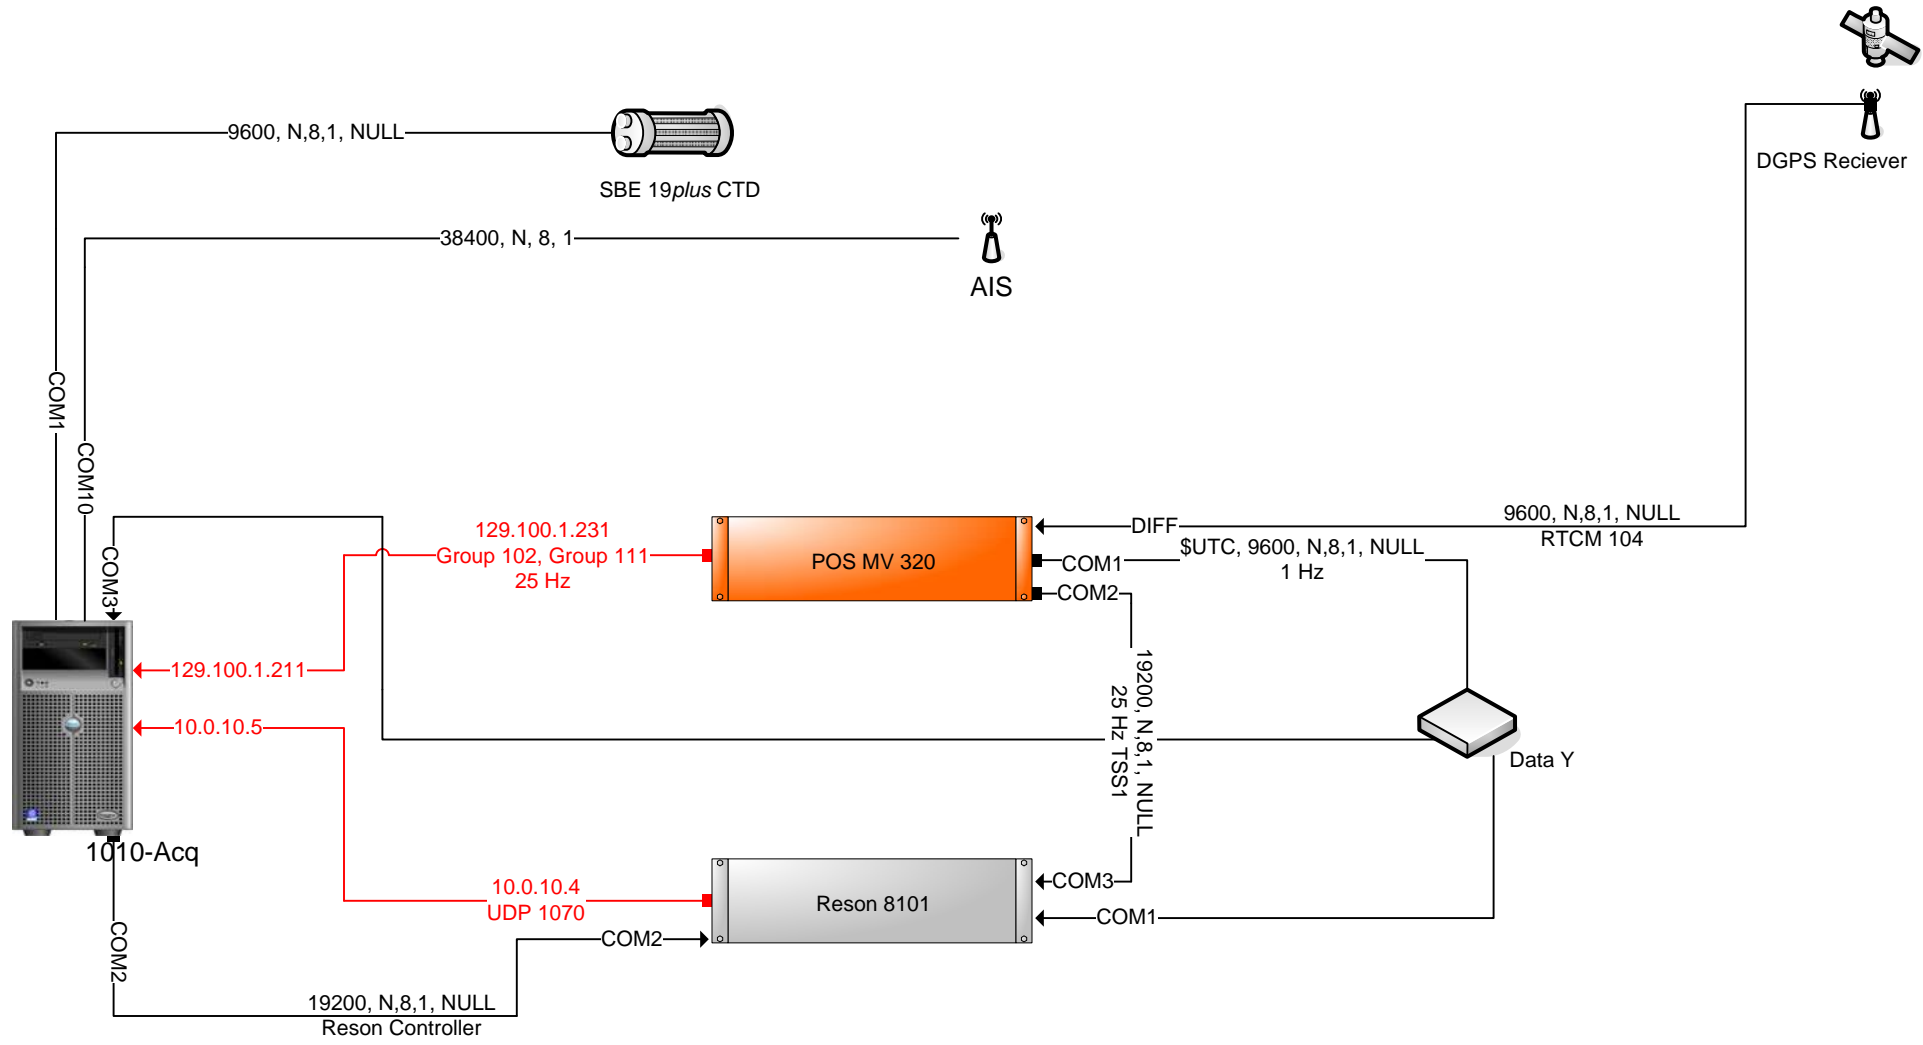 9600, N,8,1, NULL
SBE 19plus CTD
DGPS Reciever
38400, N, 8, 1
AIS
COM1
COM10
COM3
129.100.1.231
Group 102, Group 111
25 Hz
POS MV 320
DIFF
9600, N,8,1, NULL
RTCM 104
COM1
$UTC, 9600, N,8,1, NULL
1 Hz
COM2
129.100.1.211
10.0.10.5
19200, N,8,1, NULL
25 Hz TSS1
Data Y
1010-Acq
10.0.10.4
UDP 1070
Reson 8101
COM3
COM1
COM2
COM2
19200, N,8,1, NULL
Reson Controller